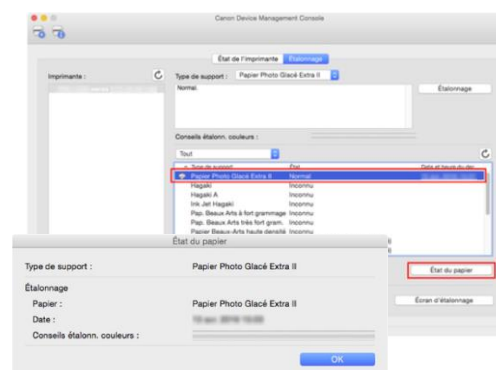 Canon Device Management Console
État de l'imprimante Étalonnage
Imprimante :
Type de support : Papier Photo Glacé Extra II
Normal.
Étalonnage
Conseils étalonn. couleurs :
Tout
Type de support État Date et heure du der
Papier Photo Glacé Extra II Normal
Hagaki Inconnu
Hagaki A Inconnu
Ink Jet Hagaki Inconnu
Pap. Beaux Arts à fort grammage Inconnu
Pap. Beaux Arts très fort gram. Inconnu
Papier Beaux-Arts haute densité Inconnu
État du papier
Écran d'étalonnage
État du papier
Type de support : Papier Photo Glacé Extra II
Étalonnage
Papier : Papier Photo Glacé Extra II
Date :
Conseils étalonn. couleurs :
OK